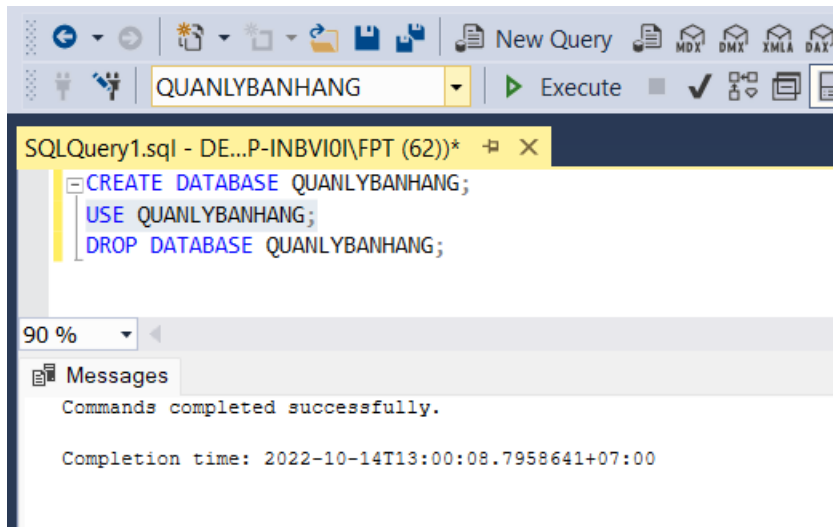 New Query
MDX DMX XMLA DAX
QUANLYBANHANG
Execute
SQLQuery1.sql - DE...P-INBVI0I\FPT (62))*
CREATE DATABASE QUANLYBANHANG;
USE QUANLYBANHANG;
DROP DATABASE QUANLYBANHANG;
90 %
Messages
Commands completed successfully.
Completion time: 2022-10-14T13:00:08.7958641+07:00